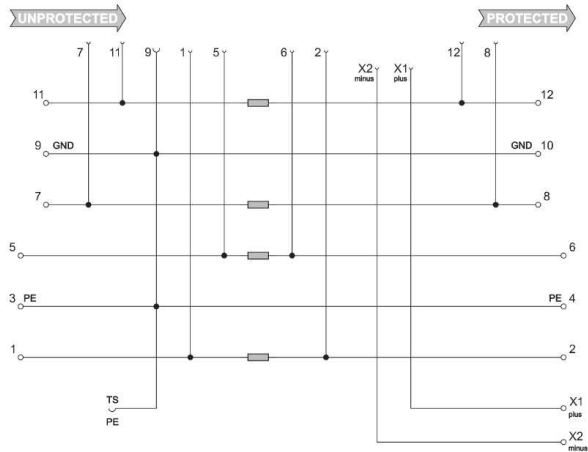 UNPROTECTED PROTECTED
7 11 9 1 5 6 2 X2 minus X1 plus 12 8
11 12
9 GND GND 10
7 8
5 6
3 PE PE 4
1 2
TS
PE
X1
plus
X2
minus